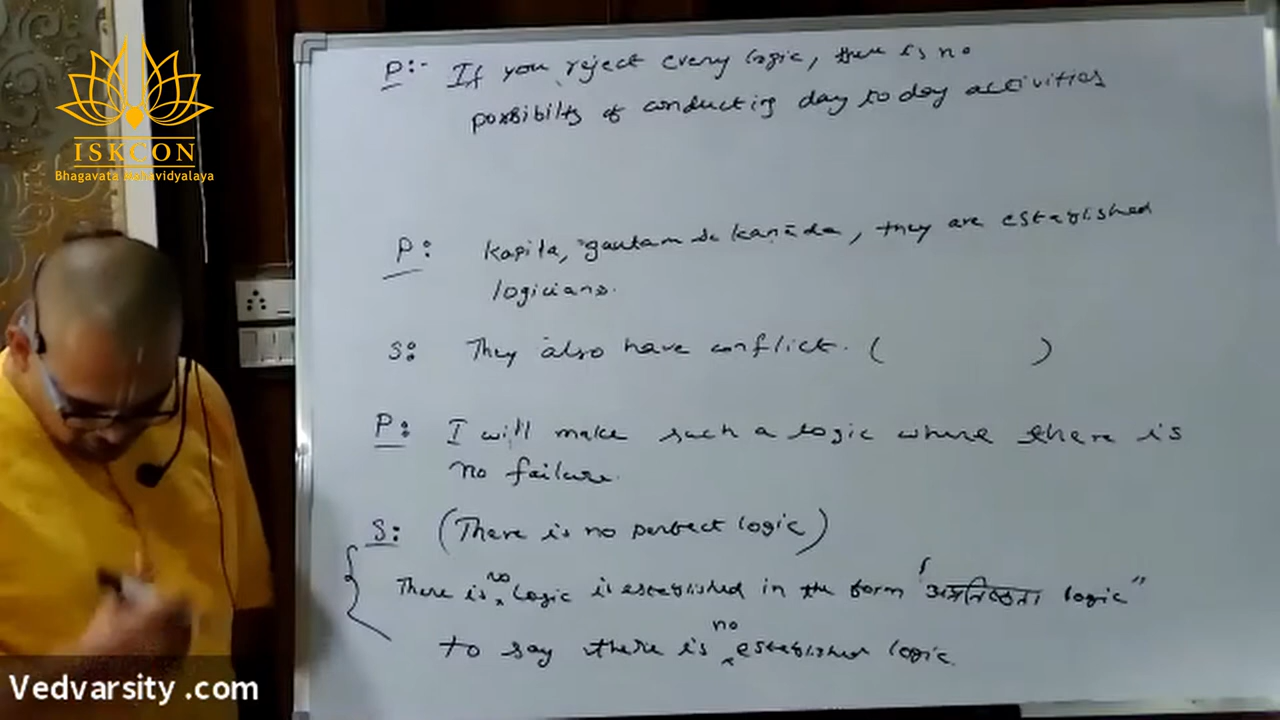 ISKCON
Bhagavata Mahavidyalaya
P:- If you reject every logic, there is no
possibility of conducting day to day activities
P: Kapila, gautam & kanāda, they are established
logicians.
S: They also have conflict. ( )
P: I will make such a logic where there is
no failure.
S: (There is no perfect logic)
There is no logic is established in the form "अप्रतिष्ठिता logic"
to say there is no established logic.
Vedvarsity .com